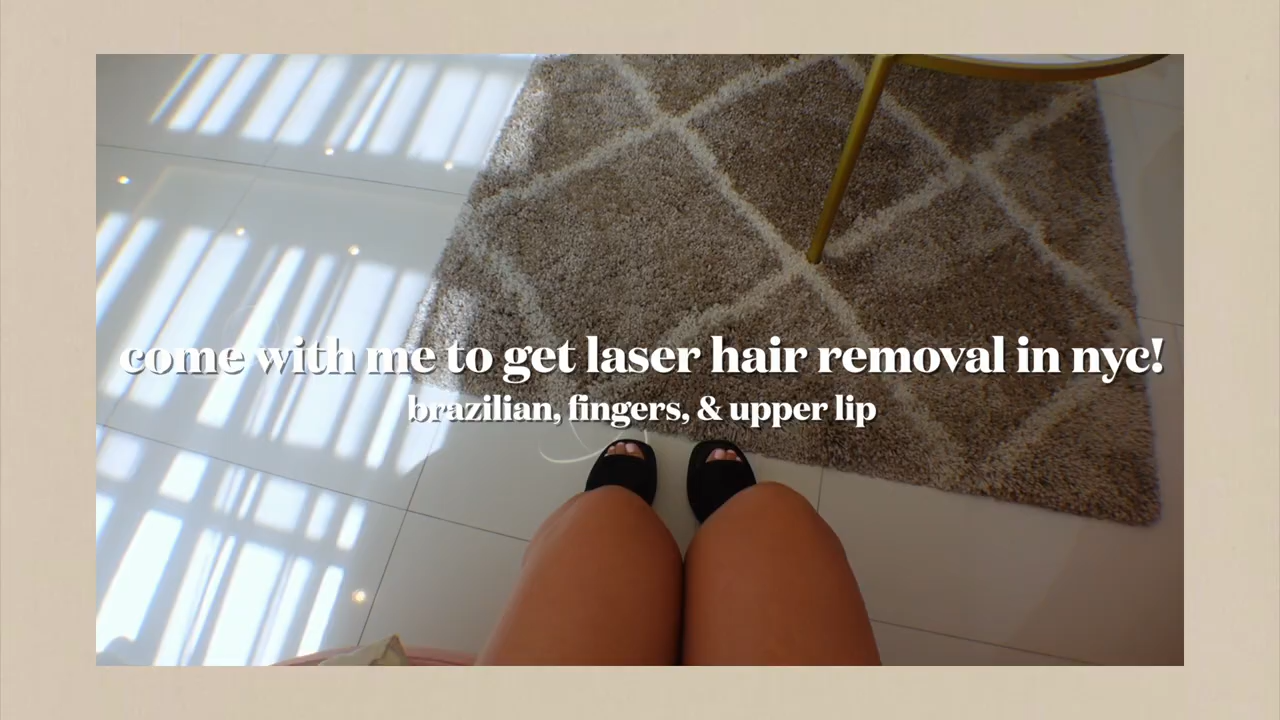 come with me to get laser hair removal in nyc!
brazilian, fingers, & upper lip